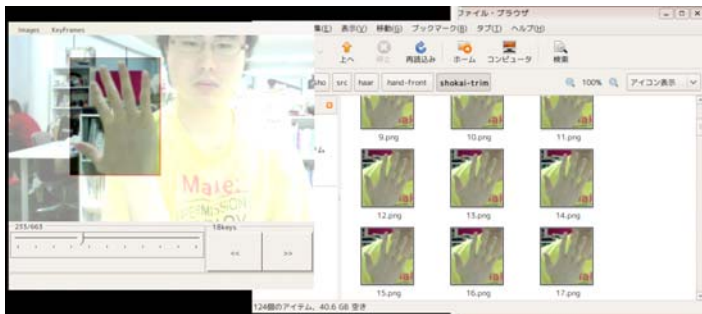 ファイル・ブラウザ
Images KeyFrames
集(E) 表示(V) 移動(G) ブックマーク(B) タブ(T) ヘルプ(H)
上へ 再読込み ホーム コンピュータ 検索
sho src haar hand-front shokai-trim 100% アイコン表示
9.png 10.png 11.png
ム
12.png 13.png 14.png
233/663 18keys
<< >>
15.png 16.png 17.png
124個のアイテム, 40.6 GB 空き